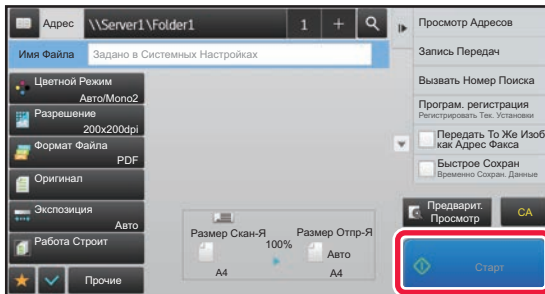 Адрес
\\Server1\Folder1
1
+
Имя Файла
Задано в Системных Настройках
Цветной Режим
Авто/Mono2
Разрешение
200x200dpi
Формат Файла
PDF
Оригинал
Экспозиция
Авто
Работа Строит
Прочие
Размер Скан-Я
100%
Размер Отпр-Я
Авто
A4
A4
Просмотр Адресов
Запись Передач
Вызвать Номер Поиска
Програм. регистрация
Регистрировать Тек. Установки
Передать То Же Изоб
как Адрес Факса
Быстрое Сохран
Временно Сохран. Данные
Предварит.
Просмотр
CA
Старт